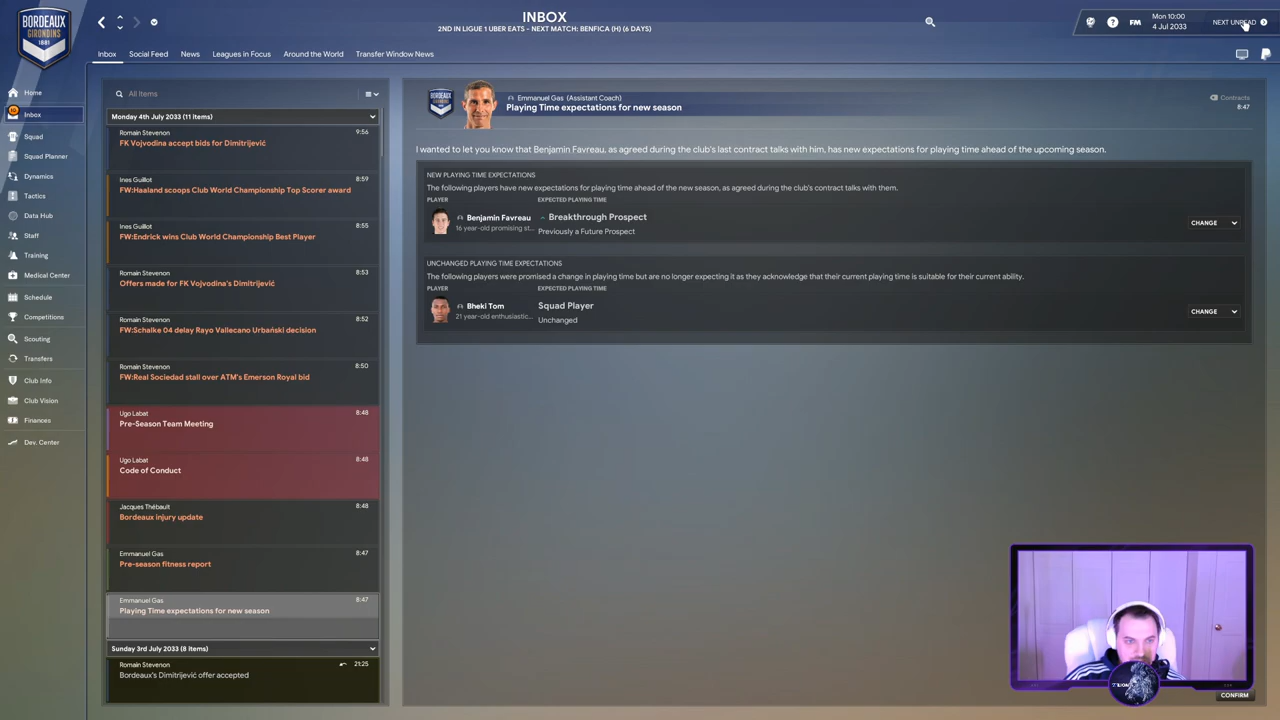 BORDEAUX
GIRONDINS
1881
INBOX
2ND IN LIGUE 1 UBER EATS - NEXT MATCH: BENFICA (H) (6 DAYS)
FM
Mon 10:00
4 Jul 2033
NEXT UNREAD
Inbox
Social Feed
News
Leagues in Focus
Around the World
Transfer Window News
Home
Inbox
Squad
Squad Planner
Dynamics
Tactics
Data Hub
Staff
Training
Medical Center
Schedule
Competitions
Scouting
Transfers
Club Info
Club Vision
Finances
Dev. Center
All Items
Monday 4th July 2033 (11 items)
Romain Stevenon 9:56
FK Vojvodina accept bids for Dimitrijević
Ines Guillot 8:59
FW:Haaland scoops Club World Championship Top Scorer award
Ines Guillot 8:55
FW:Endrick wins Club World Championship Best Player
Romain Stevenon 8:53
Offers made for FK Vojvodina's Dimitrijević
Romain Stevenon 8:52
FW:Schalke 04 delay Rayo Vallecano Urbański decision
Romain Stevenon 8:50
FW:Real Sociedad stall over ATM's Emerson Royal bid
Ugo Labat 8:48
Pre-Season Team Meeting
Ugo Labat 8:48
Code of Conduct
Jacques Thébault 8:48
Bordeaux injury update
Emmanuel Gas 8:47
Pre-season fitness report
Emmanuel Gas 8:47
Playing Time expectations for new season
Sunday 3rd July 2033 (8 items)
Romain Stevenon 21:25
Bordeaux's Dimitrijević offer accepted
Emmanuel Gas (Assistant Coach)
Playing Time expectations for new season
Contracts
8:47
I wanted to let you know that Benjamin Favreau, as agreed during the club's last contract talks with him, has new expectations for playing time ahead of the upcoming season.
NEW PLAYING TIME EXPECTATIONS
The following players have new expectations for playing time ahead of the new season, as agreed during the club's contract talks with them.
PLAYER EXPECTED PLAYING TIME
Benjamin Favreau Breakthrough Prospect
16 year-old promising st... Previously a Future Prospect
CHANGE
UNCHANGED PLAYING TIME EXPECTATIONS
The following players were promised a change in playing time but are no longer expecting it as they acknowledge that their current playing time is suitable for their current ability.
PLAYER EXPECTED PLAYING TIME
Bheki Tom Squad Player
21 year-old enthusiastic... Unchanged
CHANGE
CONFIRM